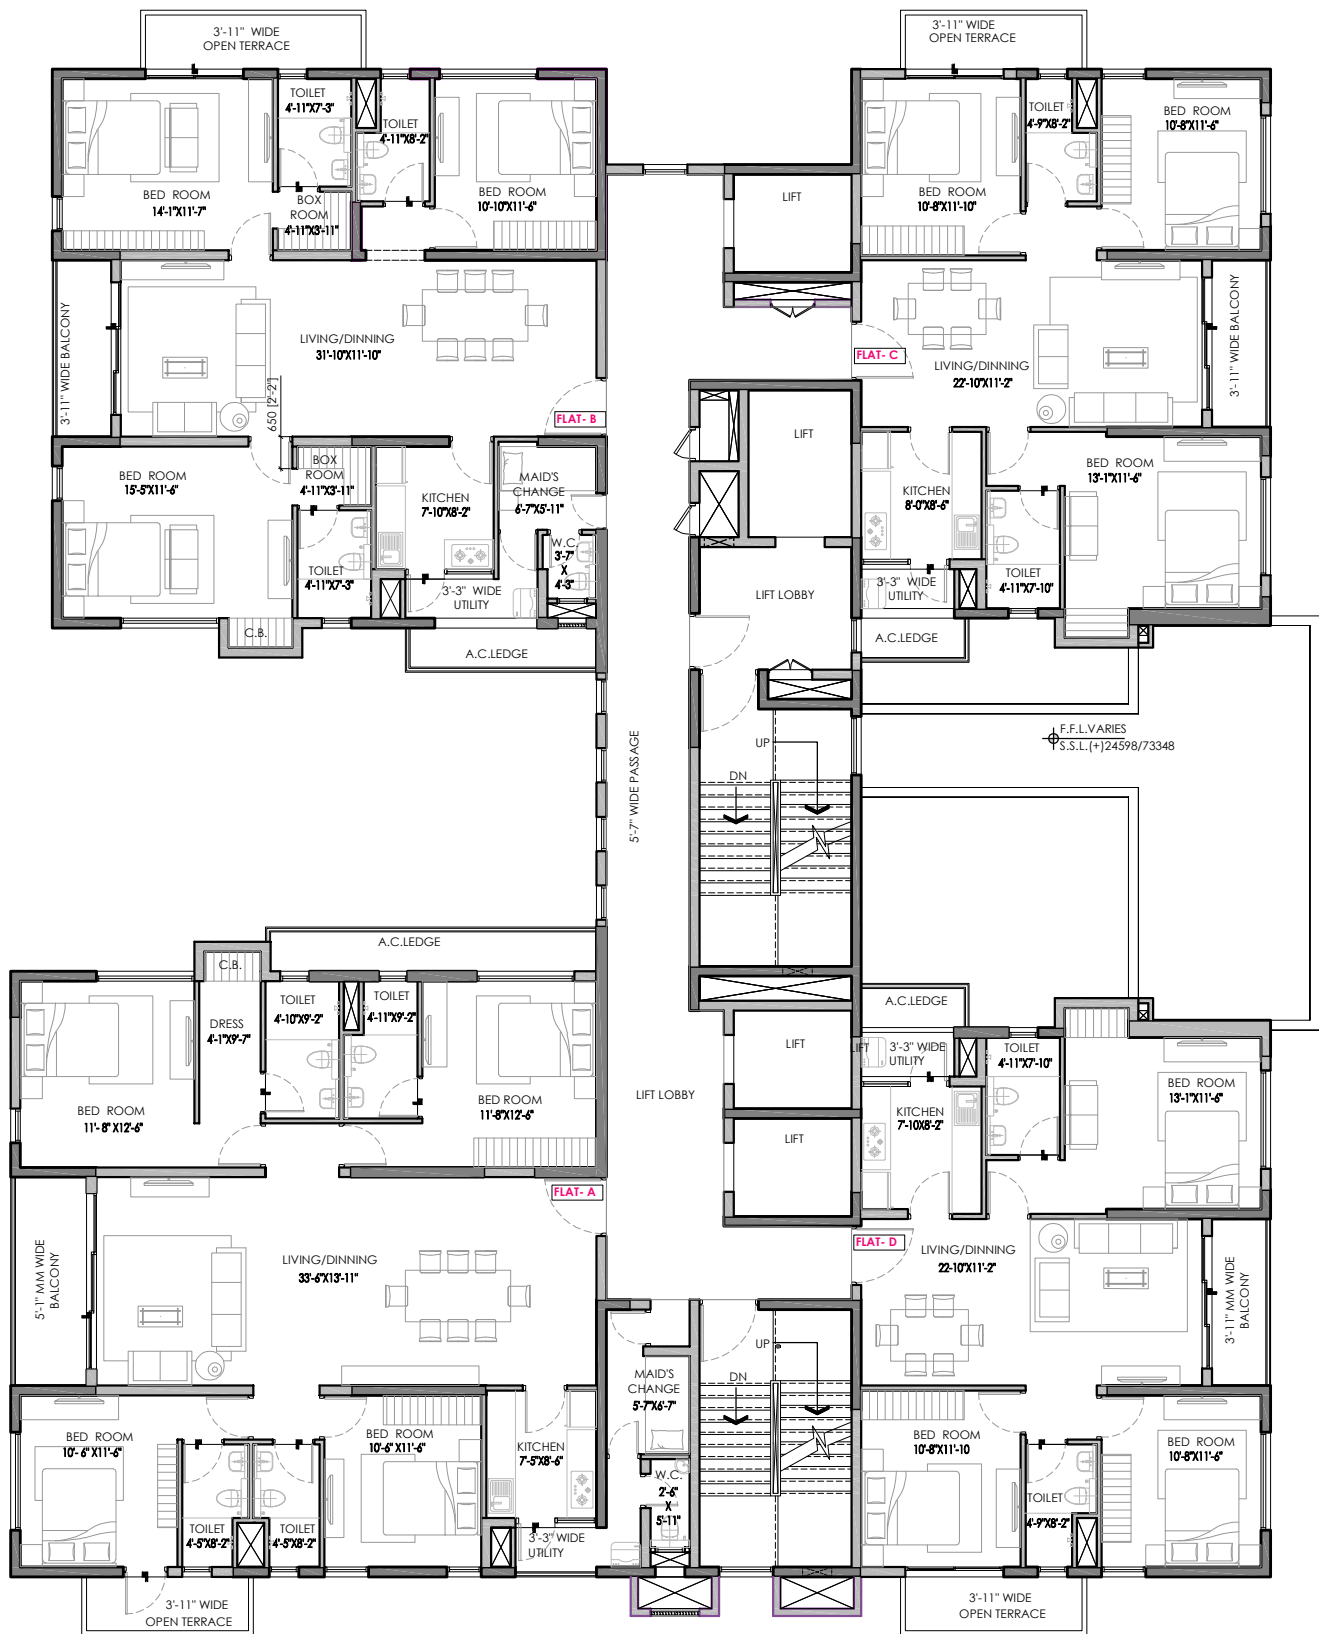 3'-11" WIDE
OPEN TERRACE
3'-11" WIDE
OPEN TERRACE
TOILET
4'-11"X7'-3"
TOILET
4'-11"X8'-2"
BED ROOM
14'-1"X11'-7"
BOX
ROOM
4'-11"X3'-11"
BED ROOM
10'-10"X11'-6"
LIFT
BED ROOM
10'-8"X11'-10"
TOILET
4'-9"X8'-2"
BED ROOM
10'-8"X11'-6"
3'-11" WIDE BALCONY
LIVING/DINNING
31'-10"X11'-10"
650 [2'-2"]
FLAT- B
FLAT- C
LIVING/DINNING
22'-10"X11'-2"
3'-11" WIDE BALCONY
BED ROOM
15'-5"X11'-6"
BOX
ROOM
4'-11"X3'-11"
KITCHEN
7'-10"X8'-2"
MAID'S
CHANGE
6'-7"X5'-11"
W.C.
3'-7"
X
4'-3"
TOILET
4'-11"X7'-3"
3'-3" WIDE
UTILITY
C.B.
A.C.LEDGE
LIFT
LIFT LOBBY
KITCHEN
8'-0"X8'-6"
BED ROOM
13'-1"X11'-6"
TOILET
4'-11"X7'-10"
3'-3" WIDE
UTILITY
A.C.LEDGE
5'-7" WIDE PASSAGE
UP
DN
F.F.L.VARIES
S.S.L.(+)24598/73348
A.C.LEDGE
C.B.
DRESS
4'-1"X9'-7"
TOILET
4'-10"X9'-2"
TOILET
4'-11"X9'-2"
BED ROOM
11'- 8" X12'-6"
BED ROOM
11'-8"X12'-6"
LIFT LOBBY
LIFT
LIFT
LIFT
A.C.LEDGE
3'-3" WIDE
UTILITY
TOILET
4'-11"X7'-10"
KITCHEN
7'-10X8'-2"
BED ROOM
13'-1"X11'-6"
FLAT- A
FLAT- D
5'-1" MM WIDE
BALCONY
LIVING/DINNING
33'-6"X13'-11"
LIVING/DINNING
22-10"X11'-2"
3'-11" MM WIDE
BALCONY
BED ROOM
10'- 6" X11'-6"
BED ROOM
10'-6"X11'-6"
TOILET
4'-5"X8'-2"
TOILET
4'-5"X8'-2"
KITCHEN
7'-5"X8'-6"
3'-3" WIDE
UTILITY
MAID'S
CHANGE
5'-7"X6'-7"
W.C.
2'-6"
X
5'-11"
UP
DN
BED ROOM
10'-8"X11'-10
TOILET
4'-9"X8'-2"
BED ROOM
10'-8"X11'-6"
3'-11" WIDE
OPEN TERRACE
3'-11" WIDE
OPEN TERRACE